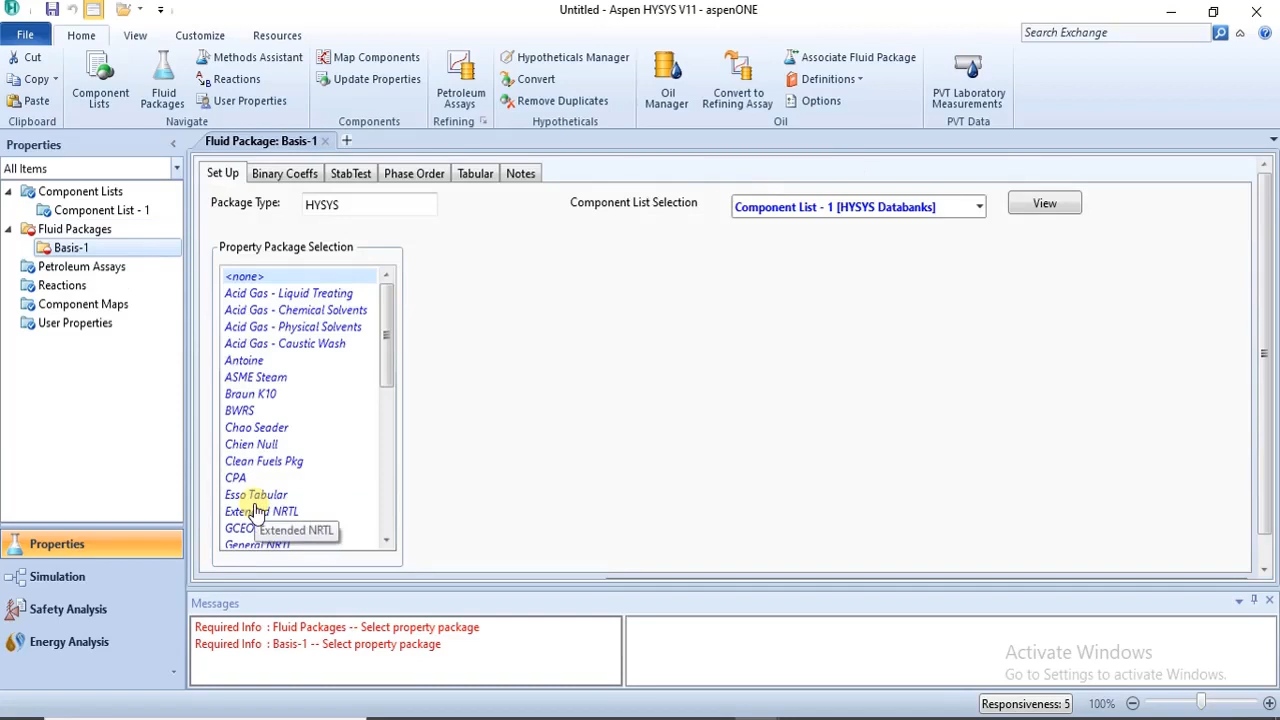 Untitled - Aspen HYSYS V11 - aspenONE
File Home View Customize Resources
Search Exchange
Cut
Copy
Paste
Clipboard
Component Lists
Fluid Packages
Methods Assistant
Reactions
User Properties
Navigate
Map Components
Update Properties
Components
Petroleum Assays
Refining
Hypotheticals Manager
Convert
Remove Duplicates
Hypotheticals
Oil Manager
Convert to Refining Assay
Associate Fluid Package
Definitions
Options
Oil
PVT Laboratory Measurements
PVT Data
Properties
All Items
Component Lists
Component List - 1
Fluid Packages
Basis-1
Petroleum Assays
Reactions
Component Maps
User Properties
Properties
Simulation
Safety Analysis
Energy Analysis
Fluid Package: Basis-1
Set Up Binary Coeffs StabTest Phase Order Tabular Notes
Package Type: HYSYS Component List Selection Component List - 1 [HYSYS Databanks] View
Property Package Selection
<none>
Acid Gas - Liquid Treating
Acid Gas - Chemical Solvents
Acid Gas - Physical Solvents
Acid Gas - Caustic Wash
Antoine
ASME Steam
Braun K10
BWRS
Chao Seader
Chien Null
Clean Fuels Pkg
CPA
Esso Tabular
Extended NRTL
GCEO
Extended NRTL
General NRTL
Messages
Required Info : Fluid Packages -- Select property package
Required Info : Basis-1 -- Select property package
Activate Windows
Go to Settings to activate Windows.
Responsiveness: 5 100%